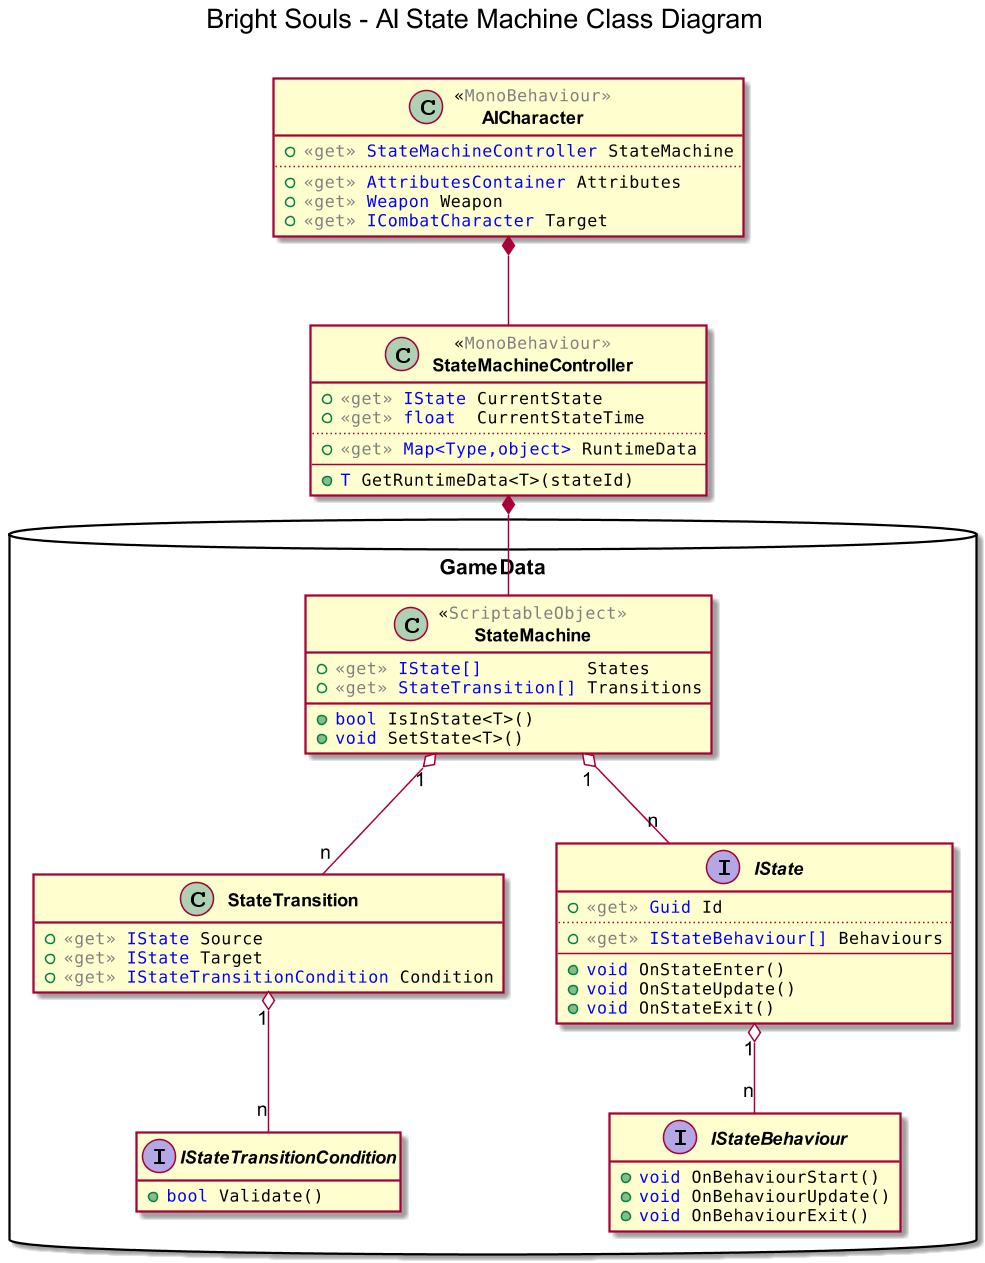 Bright Souls - AI State Machine Class Diagram
C
«MonoBehaviour»
AICharacter
«get» StateMachineController StateMachine
«get» AttributesContainer Attributes
«get» Weapon Weapon
«get» ICombatCharacter Target
C
«MonoBehaviour»
StateMachineController
«get» IState CurrentState
«get» float CurrentStateTime
«get» Map<Type,object> RuntimeData
T GetRuntimeData<T>(stateId)
GameData
C
«ScriptableObject»
StateMachine
«get» IState[] States
«get» StateTransition[] Transitions
bool IsInState<T>()
void SetState<T>()
1
n
1
n
C
StateTransition
«get» IState Source
«get» IState Target
«get» IStateTransitionCondition Condition
I
IState
«get» Guid Id
«get» IStateBehaviour[] Behaviours
void OnStateEnter()
void OnStateUpdate()
void OnStateExit()
1
n
1
n
I
IStateTransitionCondition
bool Validate()
I
IStateBehaviour
void OnBehaviourStart()
void OnBehaviourUpdate()
void OnBehaviourExit()